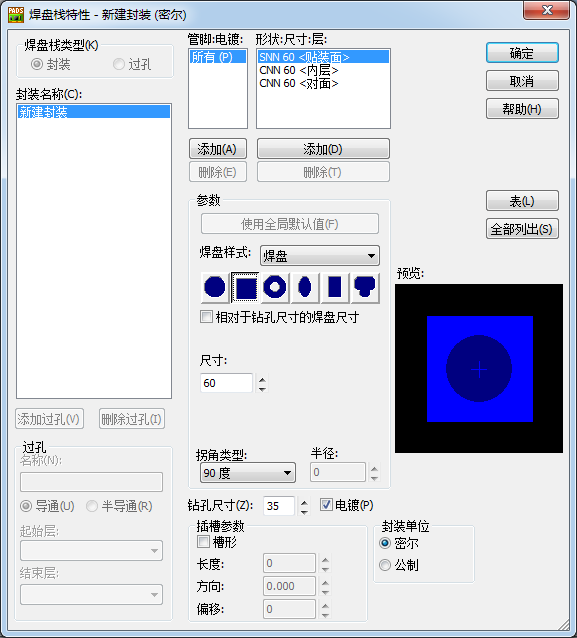 PADS
焊盘栈特性 - 新建封装 (密尔)
焊盘栈类型(K)
封装
过孔
封装名称(C):
新建封装
添加过孔(V)
删除过孔(I)
过孔
名称(N):
导通(U)
半导通(R)
起始层:
结束层:
管脚:电镀:
所有 (P)
添加(A)
删除(E)
形状:尺寸:层:
SNN 60 <贴装面>
CNN 60 <内层>
CNN 60 <对面>
添加(D)
删除(T)
参数
使用全局默认值(F)
焊盘样式:
焊盘
相对于钻孔尺寸的焊盘尺寸
尺寸:
60
拐角类型:
90 度
半径:
0
钻孔尺寸(Z):
35
电镀(P)
插槽参数
槽形
长度:
0
方向:
0.000
偏移:
0
封装单位
密尔
公制
确定
取消
帮助(H)
表(L)
全部列出(S)
预览: